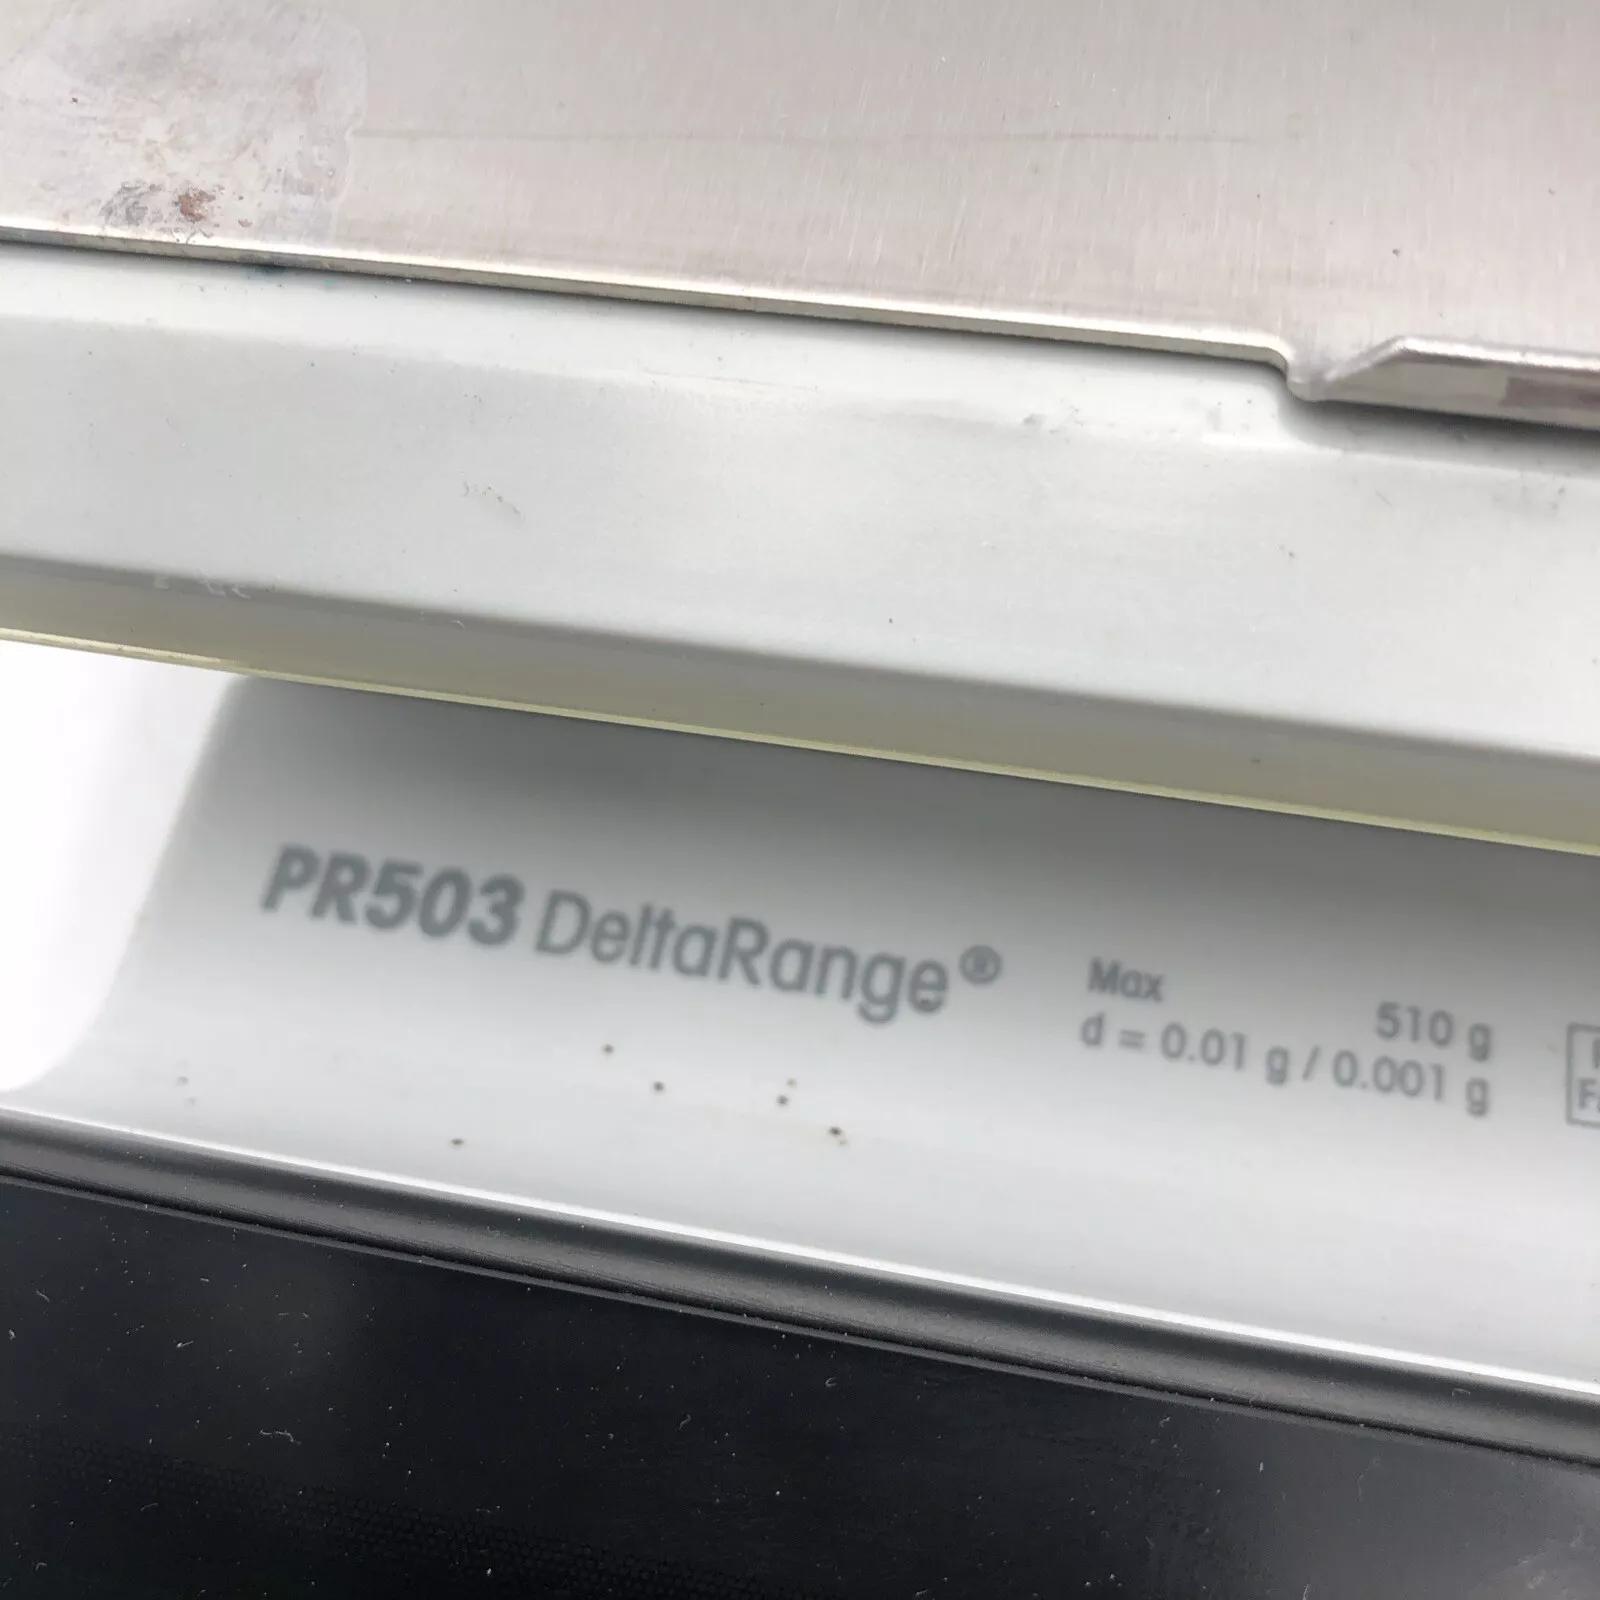 PR503 DeltaRange®
Max 510 g
d = 0.01 g / 0.001 g